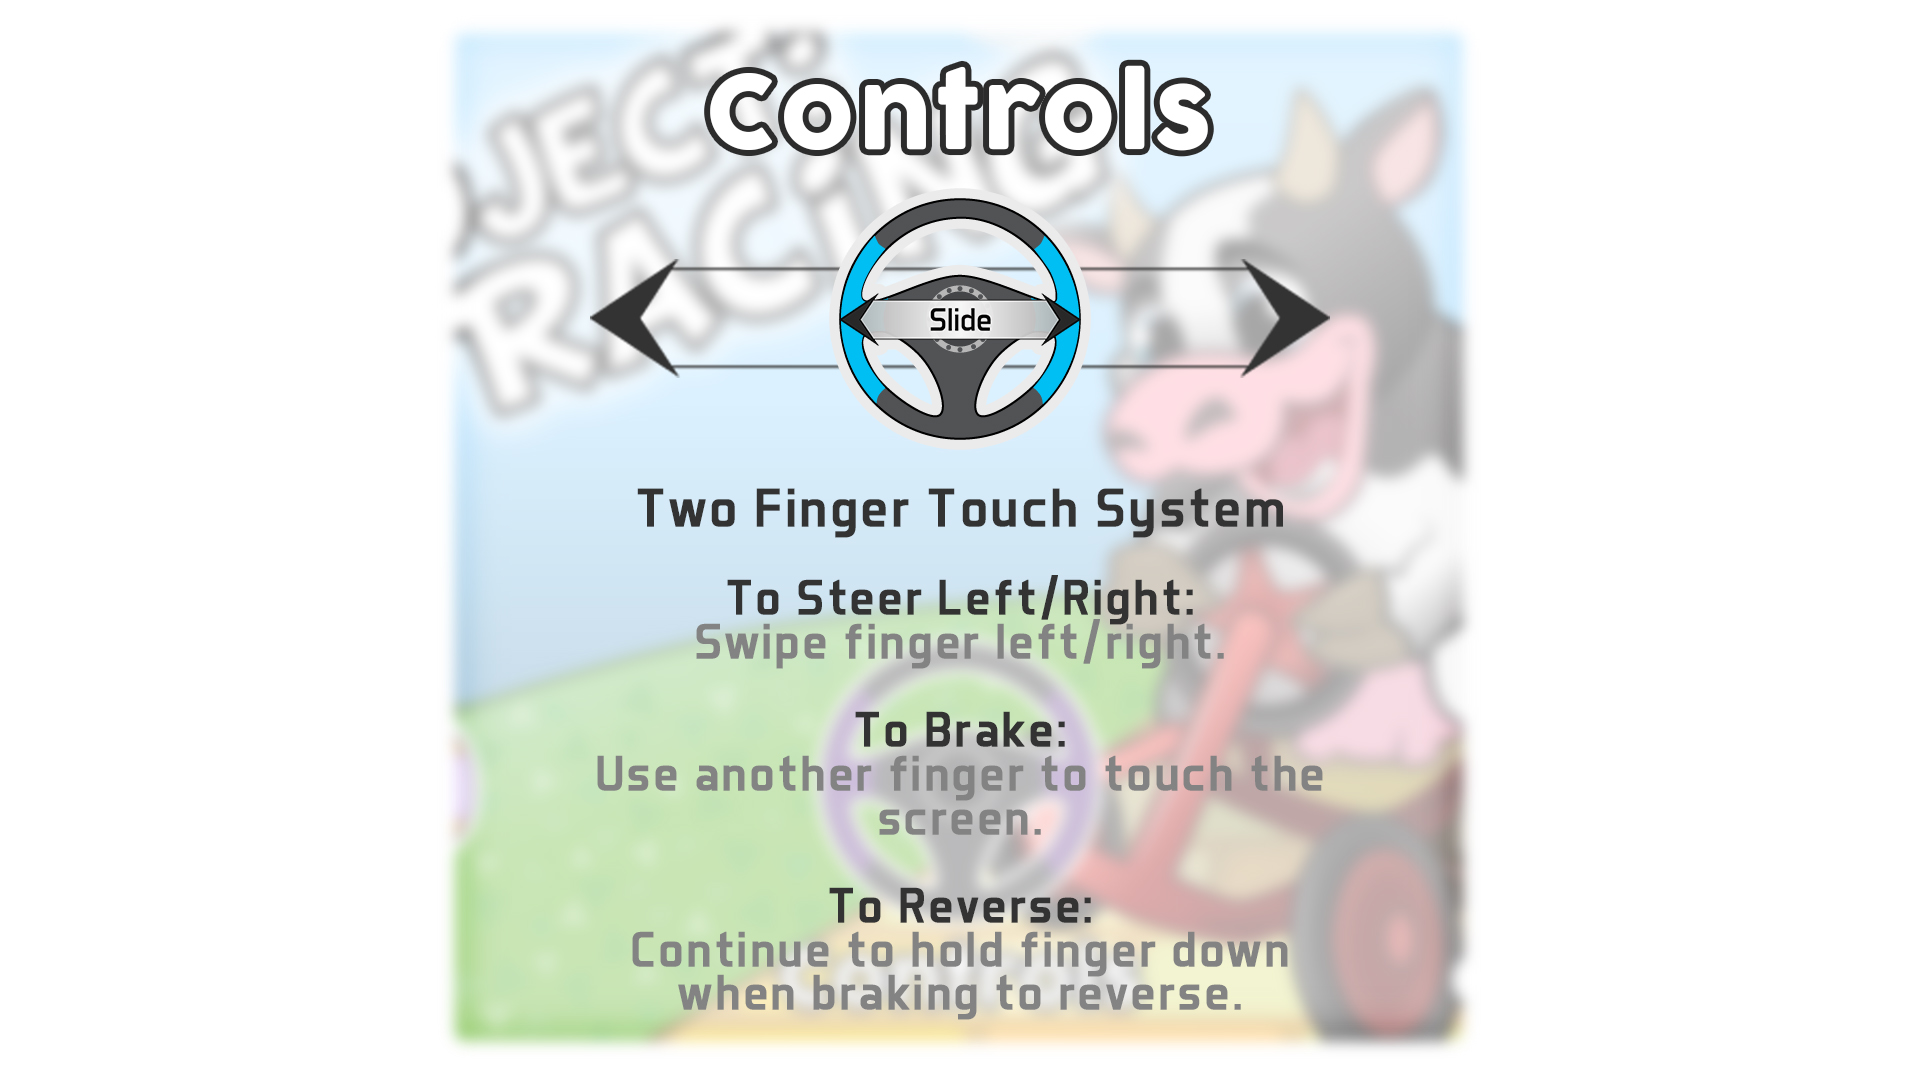 Controls
Slide
Two Finger Touch System
To Steer Left/Right:
Swipe finger left/right.
To Brake:
Use another finger to touch the
screen.
To Reverse:
Continue to hold finger down
when braking to reverse.
RACiNG